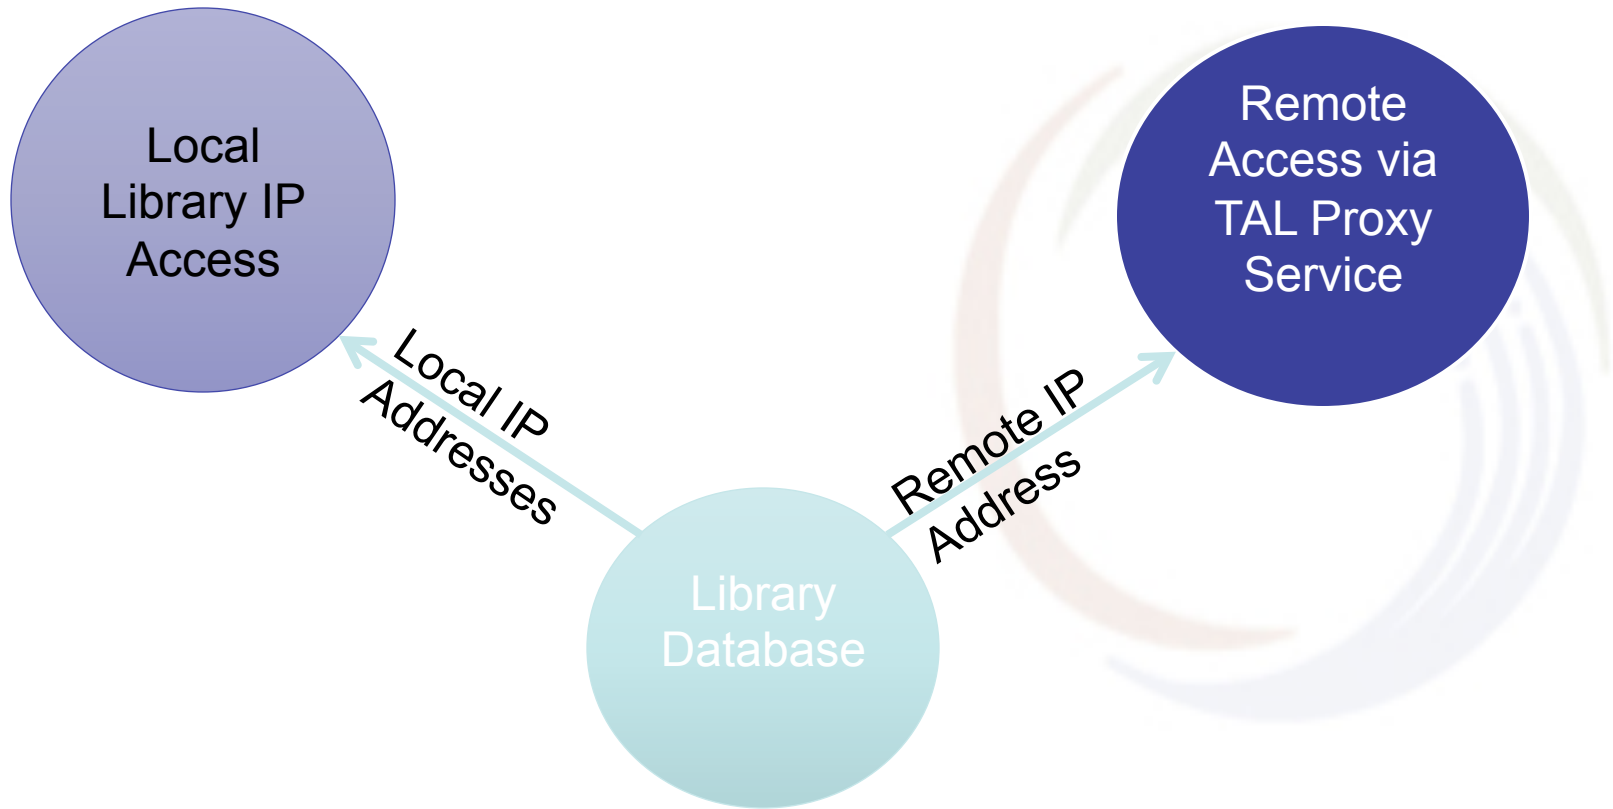 Local
Library IP
Access
Remote
Access via
TAL Proxy
Service
Local IP
Addresses
Remote IP
Address
Library
Database